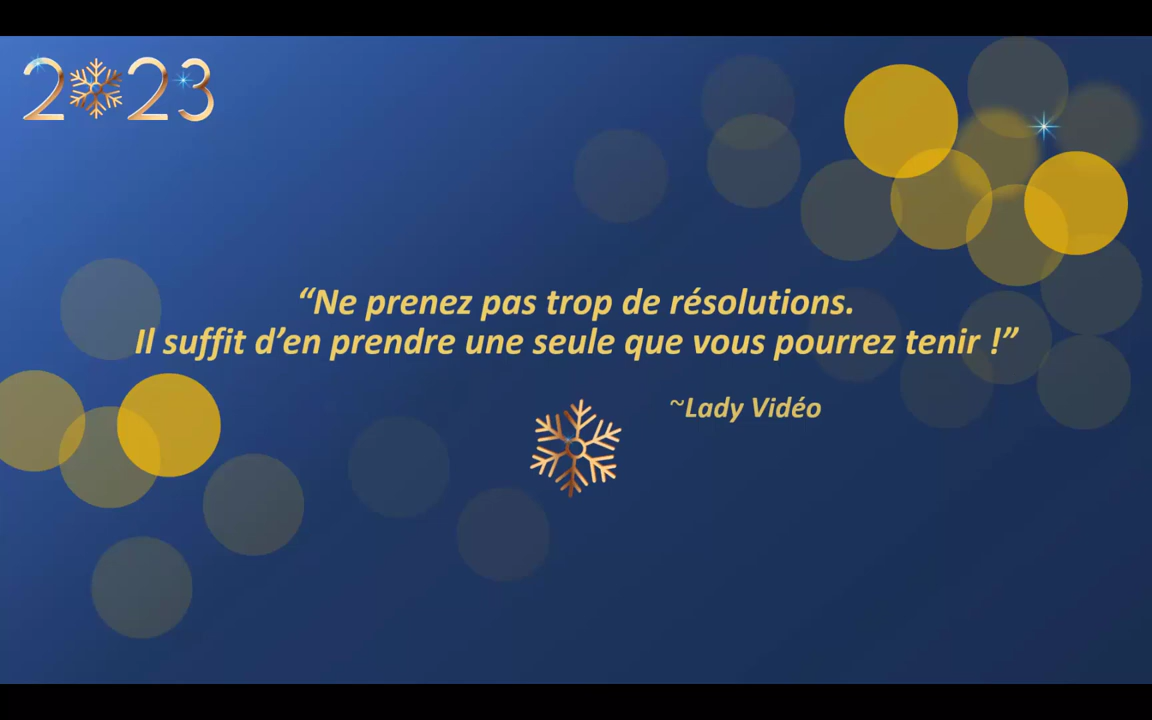 2023
“Ne prenez pas trop de résolutions.
Il suffit d’en prendre une seule que vous pourrez tenir !”
~Lady Vidéo